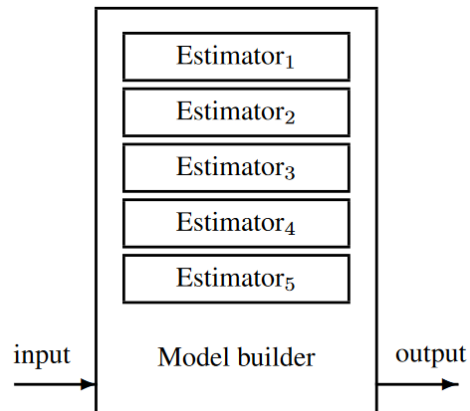 Estimator₁
Estimator₂
Estimator₃
Estimator₄
Estimator₅
input Model builder output